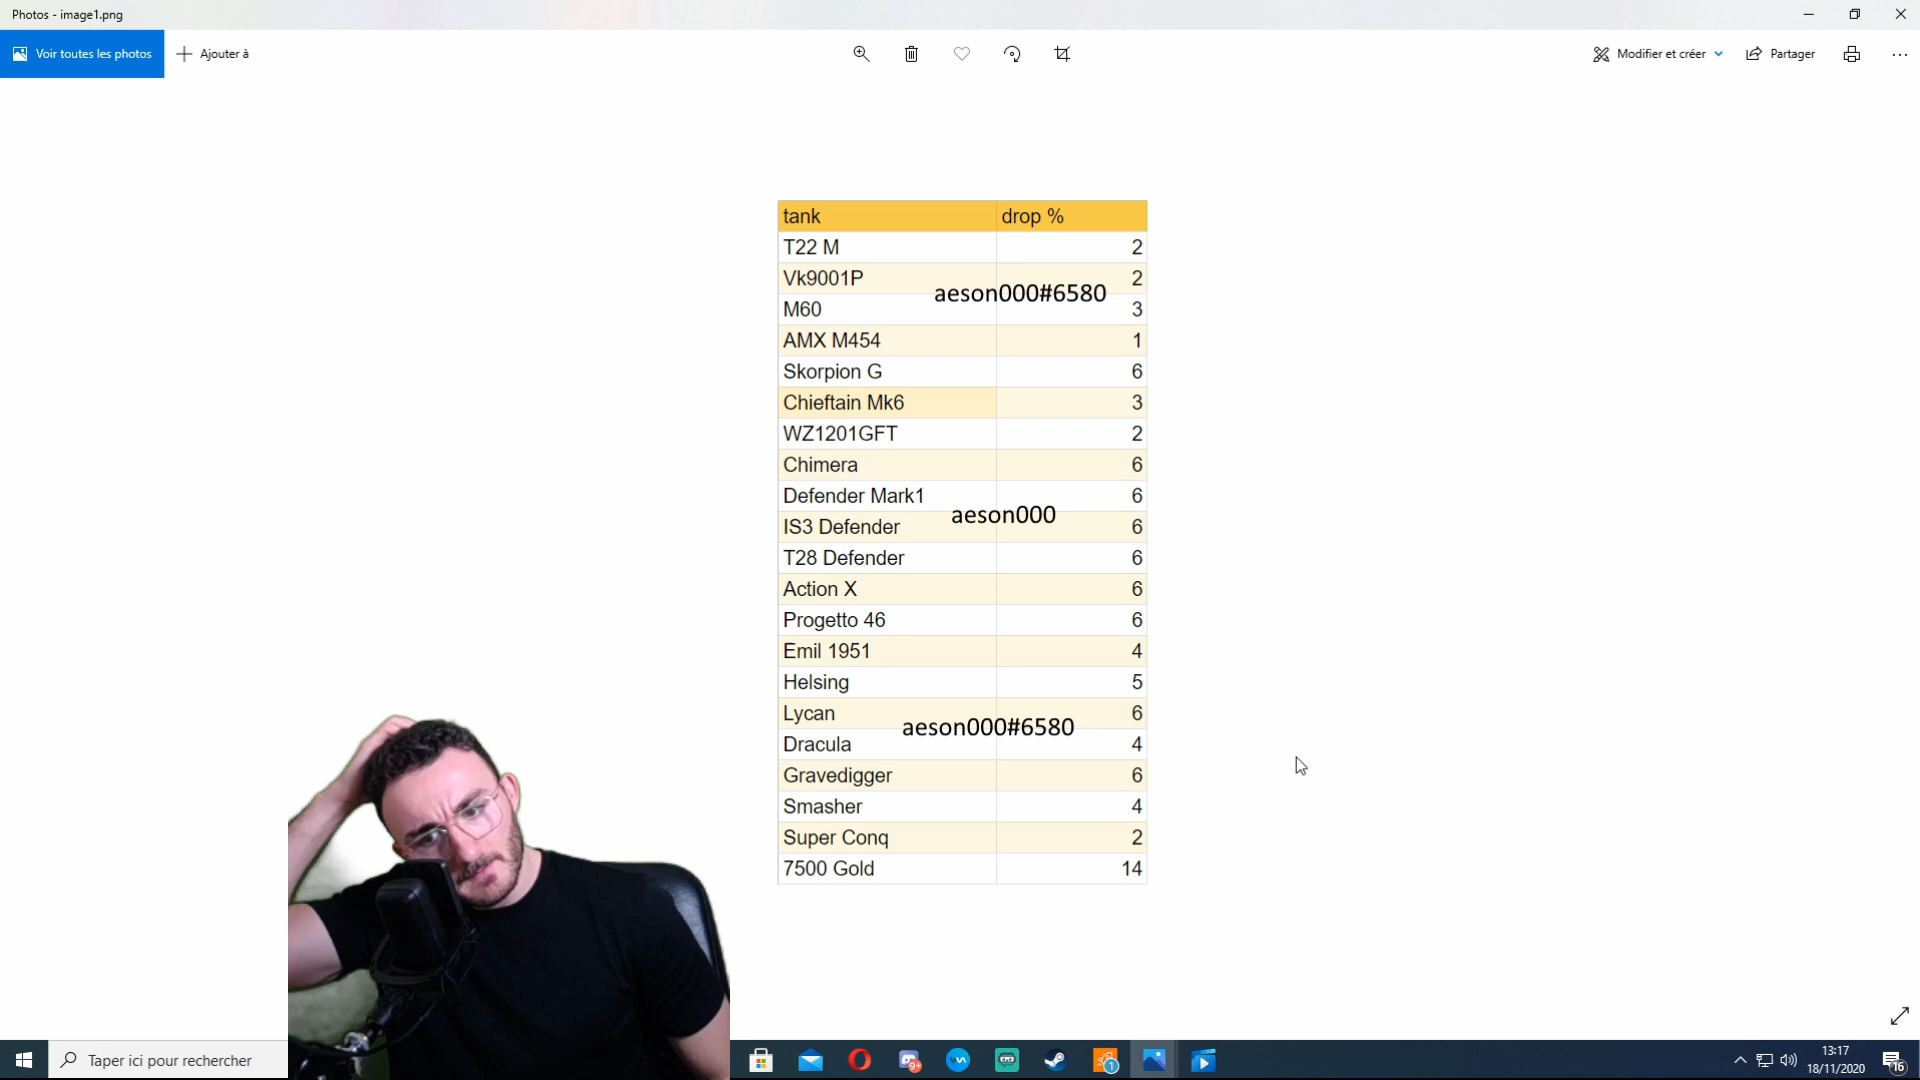 Photos - image1.png
Voir toutes les photos
Ajouter à
Modifier et créer
Partager
tank drop %
T22 M 2
Vk9001P 2
aeson000#6580
M60 3
AMX M454 1
Skorpion G 6
Chieftain Mk6 3
WZ1201GFT 2
Chimera 6
Defender Mark1 6
aeson000
IS3 Defender 6
T28 Defender 6
Action X 6
Progetto 46 6
Emil 1951 4
Helsing 5
Lycan 6
aeson000#6580
Dracula 4
Gravedigger 6
Smasher 4
Super Conq 2
7500 Gold 14
Taper ici pour rechercher
9+
1
13:17
18/11/2020
16